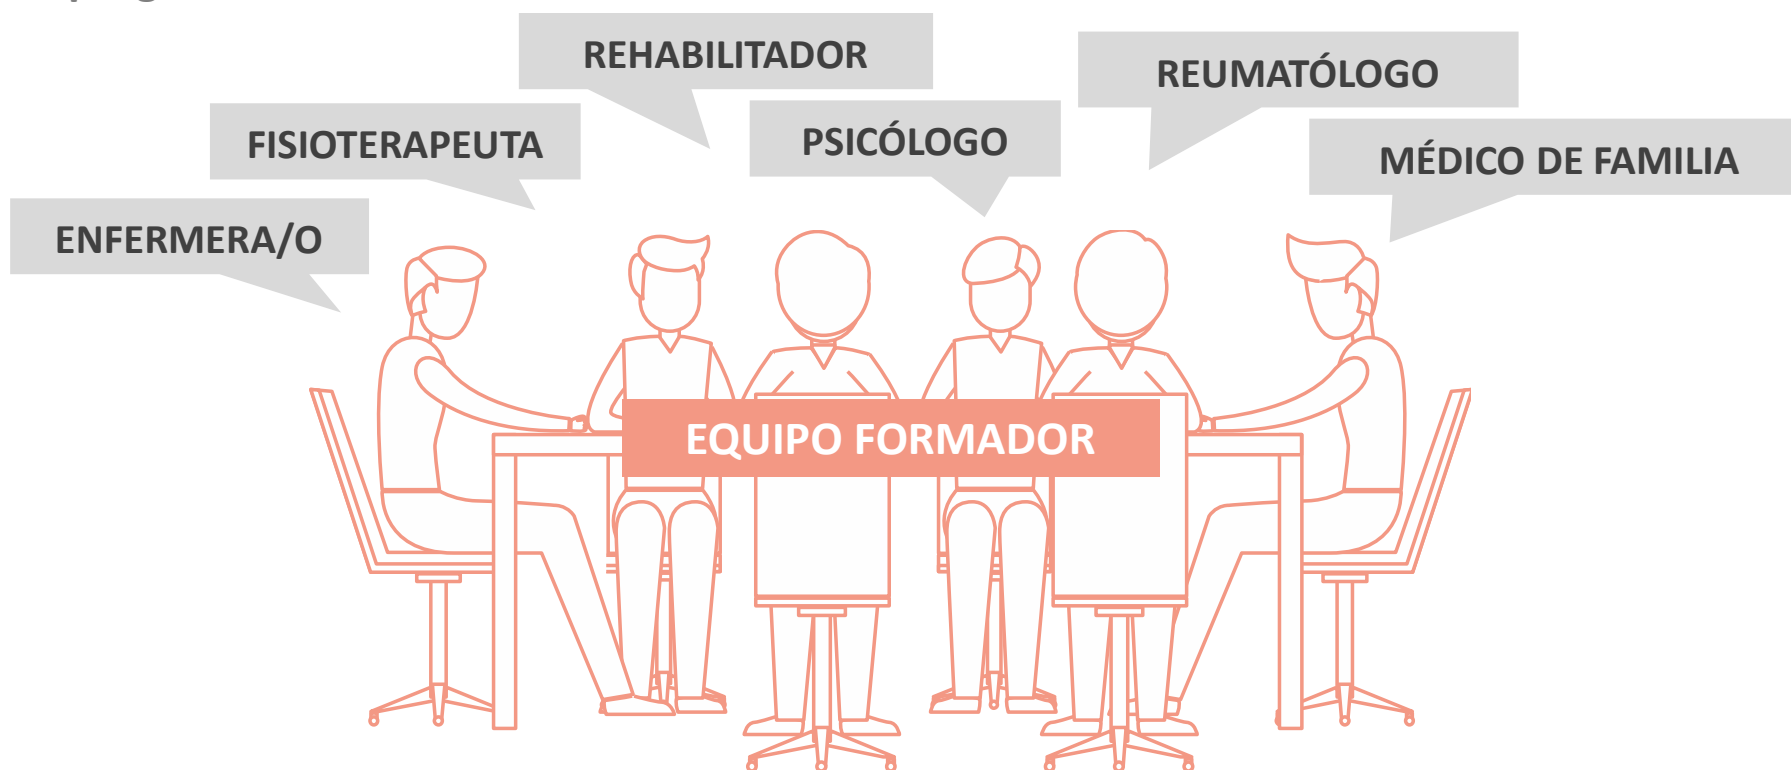 REHABILITADOR
REUMATÓLOGO
FISIOTERAPEUTA
PSICÓLOGO
MÉDICO DE FAMILIA
ENFERMERA/O
EQUIPO FORMADOR